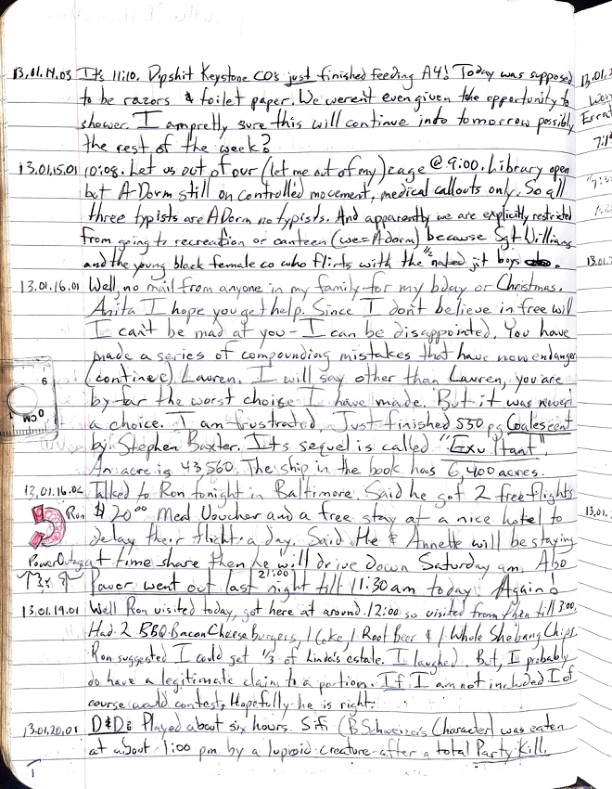 13.01.14.03 It's 11:10. Dipshit Keystone COs just finished feeding A4! Today was supposed
to be razors & toilet paper. We weren't even given the opportunity to
shower. I am pretty sure this will continue into tomorrow possibly
the rest of the week?
13.01.15.01 10:08. Let us out of our (let me out of my) cage @ 9:00. Library open
but A-Dorm still on controlled movement, medical callouts only. So all
three typists are A Dorm no typists. And apparently we are explicitly restricted
from going to recreation or canteen (we = A dorm) because Sgt Williams
and the young black female co who flirts with the 1/2 naked jit boys.
13.01.16.01 Well, no mail from anyone in my family for my bday or Christmas.
Anita I hope you get help. Since I don't believe in free will
I can't be mad at you - I can be disappointed. You have
made a series of compounding mistakes that have now endanger
(continue) Lauren. I will say other than Lauren, you are
by far the worst choice I have made. But it was never
a choice. I am frustrated. Just finished 530 pg Coalescent
by Stephen Baxter. It's sequel is called "Exultant".
An acre is 43,560. The ship in the book has 6,400 acres.
13.01.16.02 Talked to Ron tonight in Baltimore. Said he got 2 free flights
Ron $20.00 Meal Voucher and a free stay at a nice hotel to
delay their flight a day. Said He & Annette will be staying
Power Outage at time share then he will drive down Saturday am. Also
Power went out last night 21:00 till 11:30 am today. Again!
13.01.19.01 Well Ron visited today, got here at around 12:00 so visited from then till 3:00.
Had 2 BBQ Bacon Cheese Burgers, 1 Coke, 1 Root Beer & 1 Whole Shebang Chips
Ron suggested I could get 1/3 of Linda's estate. I laughed. But, I probably
do have a legitimate claim to a portion. If I am not included I of
course would contest. Hopefully he is right.
13.01.20.01 D&D: Played about six hours. Sifi (B Schweizer's Character) was eaten
at about 1:00 pm by a lupoid creature after a total Party Kill.